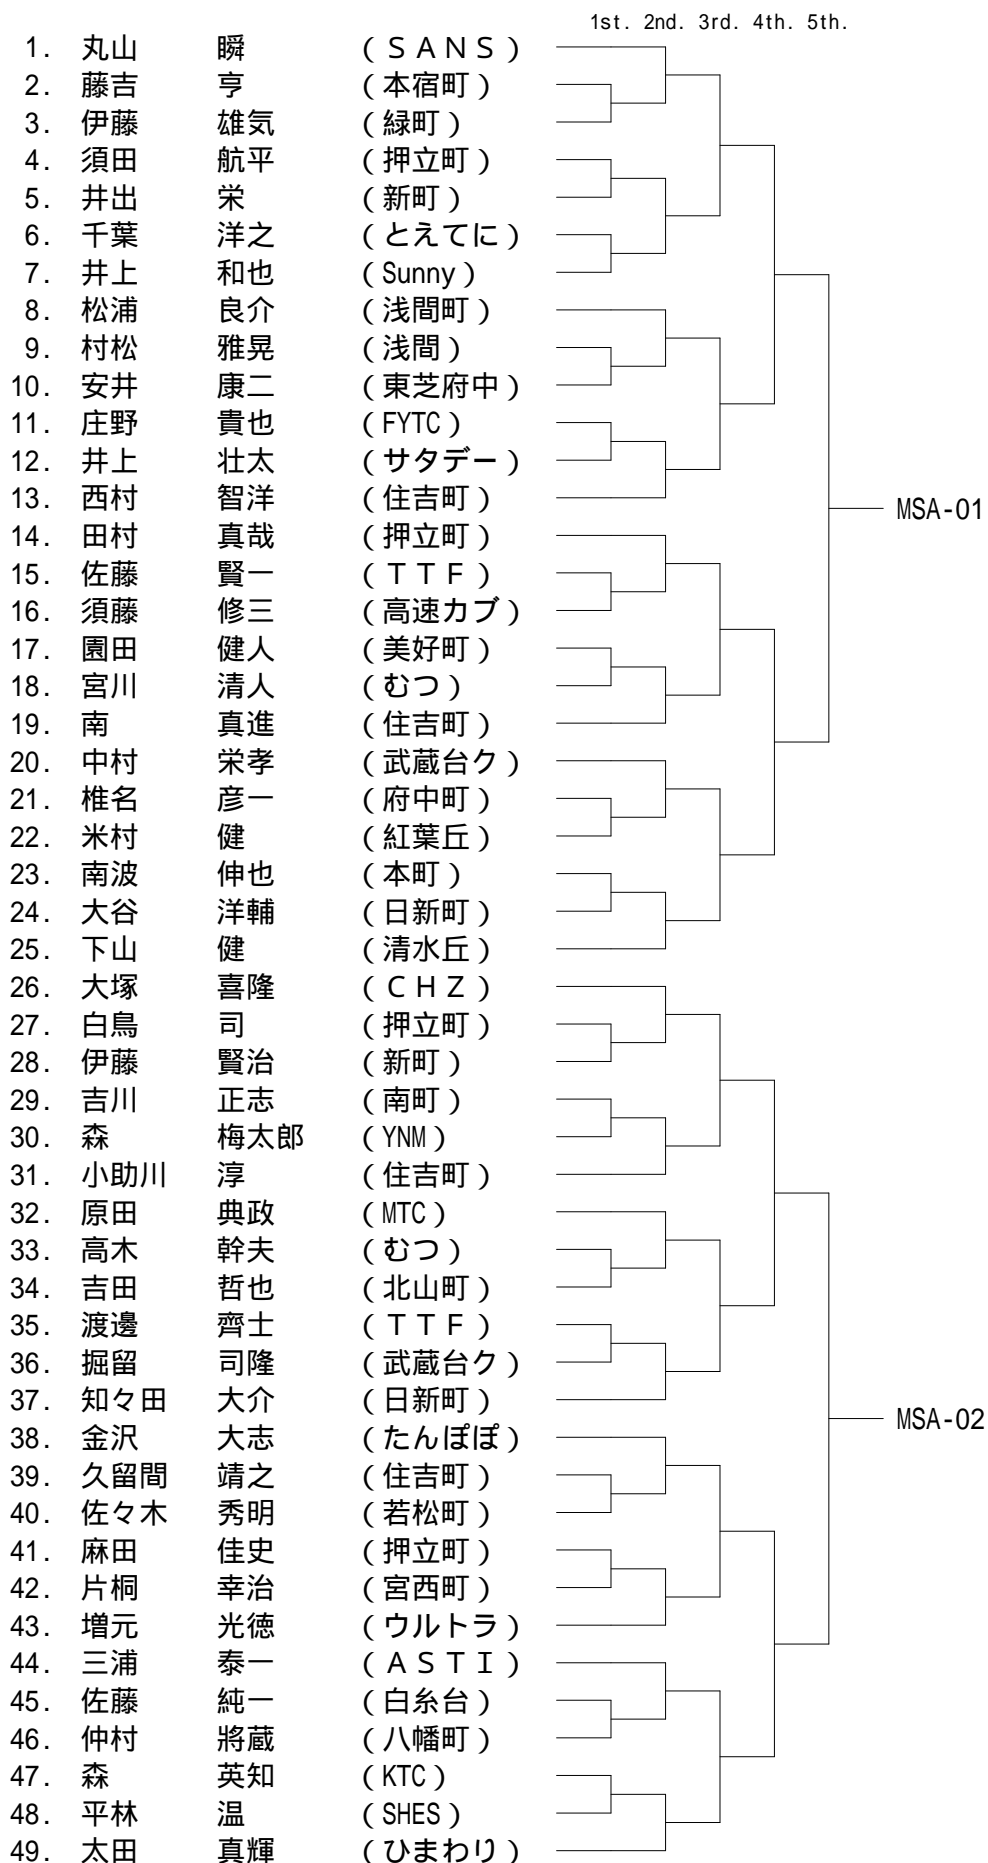 1st. 2nd. 3rd. 4th. 5th.
1. 丸山 瞬 (ＳＡＮＳ)
2. 藤吉 亨 (本宿町)
3. 伊藤 雄気 (緑町)
4. 須田 航平 (押立町)
5. 井出 栄 (新町)
6. 千葉 洋之 (とえてに)
7. 井上 和也 (Sunny)
8. 松浦 良介 (浅間町)
9. 村松 雅晃 (浅間)
10. 安井 康二 (東芝府中)
11. 庄野 貴也 (FYTC)
12. 井上 壮太 (サタデー)
13. 西村 智洋 (住吉町)
MSA-01
14. 田村 真哉 (押立町)
15. 佐藤 賢一 (ＴＴＦ)
16. 須藤 修三 (高速カブ)
17. 園田 健人 (美好町)
18. 宮川 清人 (むつ)
19. 南 真進 (住吉町)
20. 中村 栄孝 (武蔵台ク)
21. 椎名 彦一 (府中町)
22. 米村 健 (紅葉丘)
23. 南波 伸也 (本町)
24. 大谷 洋輔 (日新町)
25. 下山 健 (清水丘)
26. 大塚 喜隆 (ＣＨＺ)
27. 白鳥 司 (押立町)
28. 伊藤 賢治 (新町)
29. 吉川 正志 (南町)
30. 森 梅太郎 (YNM)
31. 小助川 淳 (住吉町)
32. 原田 典政 (MTC)
33. 高木 幹夫 (むつ)
34. 吉田 哲也 (北山町)
35. 渡邊 齊士 (ＴＴＦ)
36. 掘留 司隆 (武蔵台ク)
37. 知々田 大介 (日新町)
MSA-02
38. 金沢 大志 (たんぽぽ)
39. 久留間 靖之 (住吉町)
40. 佐々木 秀明 (若松町)
41. 麻田 佳史 (押立町)
42. 片桐 幸治 (宮西町)
43. 増元 光徳 (ウルトラ)
44. 三浦 泰一 (ＡＳＴＩ)
45. 佐藤 純一 (白糸台)
46. 仲村 將蔵 (八幡町)
47. 森 英知 (KTC)
48. 平林 温 (SHES)
49. 太田 真輝 (ひまわり)